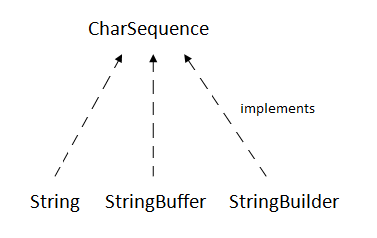 CharSequence
implements
String StringBuffer StringBuilder